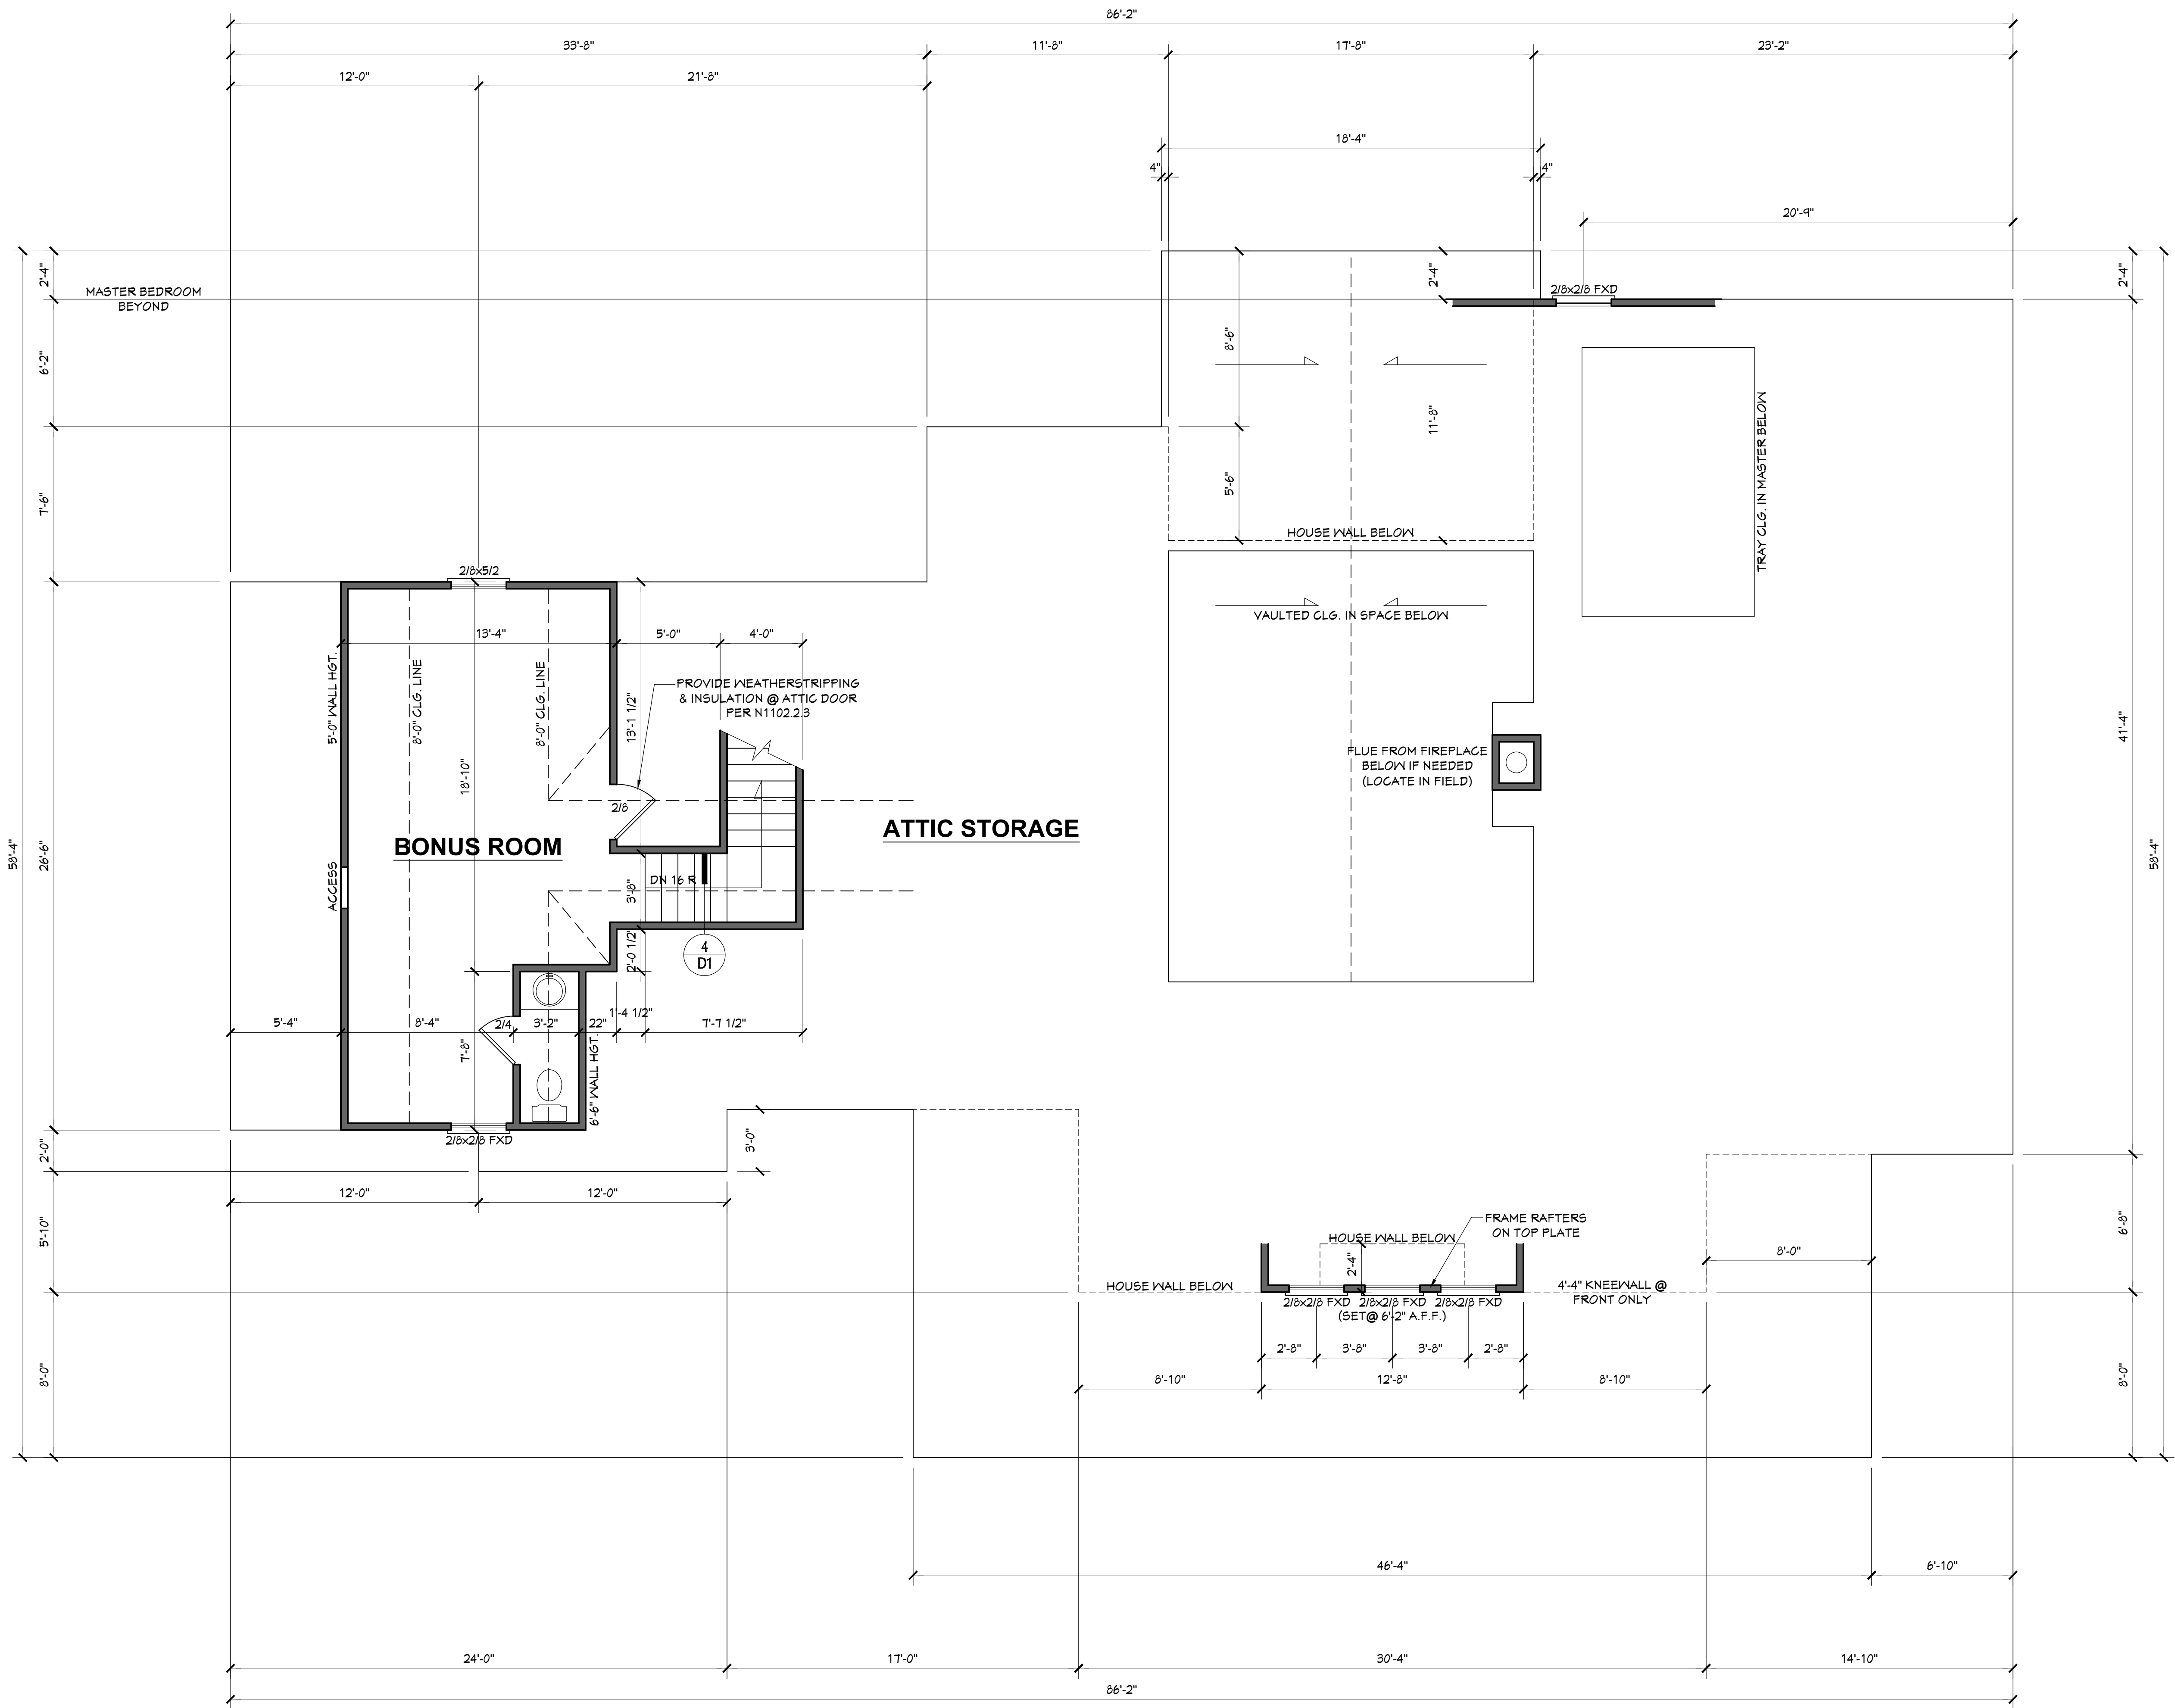 86'-2"
33'-8" 11'-8" 17'-8" 23'-2"
12'-0" 21'-8"
18'-4"
4" 4"
20'-9"
2'-4" 2'-4" 2'-4"
MASTER BEDROOM
BEYOND
2/8x2/8 FXD
6'-2" 8'-6" 11'-8"
7'-6" 5'-6"
TRAY CLG. IN MASTER BELOW
HOUSE WALL BELOW
2/8x5/2
VAULTED CLG. IN SPACE BELOW
13'-4" 5'-0" 4'-0"
5'-0" WALL HGT.
8'-0" CLG. LINE
8'-0" CLG. LINE
PROVIDE WEATHERSTRIPPING
& INSULATION @ ATTIC DOOR
PER N1102.2.3
13'-1 1/2"
18'-10"
41'-4"
FLUE FROM FIREPLACE
BELOW IF NEEDED
(LOCATE IN FIELD)
2/8
ATTIC STORAGE
BONUS ROOM
58'-4" 26'-6" 58'-4"
ACCESS
DN 16 R
3'-8"
2'-0 1/2"
4
D1
1'-4 1/2"
5'-4" 8'-4" 2/4 3'-2" 22" 7'-7 1/2"
7'-8"
6'-6" WALL HGT.
2/8x2/8 FXD
3'-0"
2'-0"
12'-0" 12'-0"
5'-10" 6'-8"
FRAME RAFTERS
ON TOP PLATE
HOUSE WALL BELOW
2'-4"
8'-0"
HOUSE WALL BELOW
4'-4" KNEEWALL @
FRONT ONLY
2/8x2/8 FXD 2/8x2/8 FXD 2/8x2/8 FXD
(SET@ 6'-2" A.F.F.)
2'-8" 3'-8" 3'-8" 2'-8"
8'-0" 8'-0"
8'-10" 12'-8" 8'-10"
46'-4" 6'-10"
24'-0" 17'-0" 30'-4" 14'-10"
86'-2"